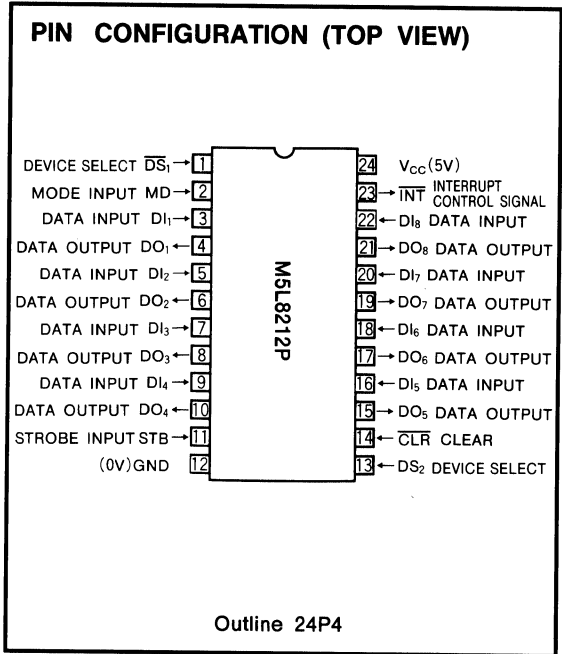 PIN CONFIGURATION (TOP VIEW)
DEVICE SELECT D̅S̅₁→ 1
MODE INPUT MD→ 2
DATA INPUT DI₁→ 3
DATA OUTPUT DO₁← 4
DATA INPUT DI₂→ 5
DATA OUTPUT DO₂← 6
DATA INPUT DI₃→ 7
DATA OUTPUT DO₃← 8
DATA INPUT DI₄→ 9
DATA OUTPUT DO₄← 10
STROBE INPUT STB→ 11
(0V)GND 12
M5L8212P
24 VCC(5V)
23 →I̅N̅T̅ INTERRUPT
CONTROL SIGNAL
22 ←DI₈ DATA INPUT
21 →DO₈ DATA OUTPUT
20 ←DI₇ DATA INPUT
19 →DO₇ DATA OUTPUT
18 ←DI₆ DATA INPUT
17 →DO₆ DATA OUTPUT
16 ←DI₅ DATA INPUT
15 →DO₅ DATA OUTPUT
14 ←C̅L̅R̅ CLEAR
13 ←DS₂ DEVICE SELECT
Outline 24P4